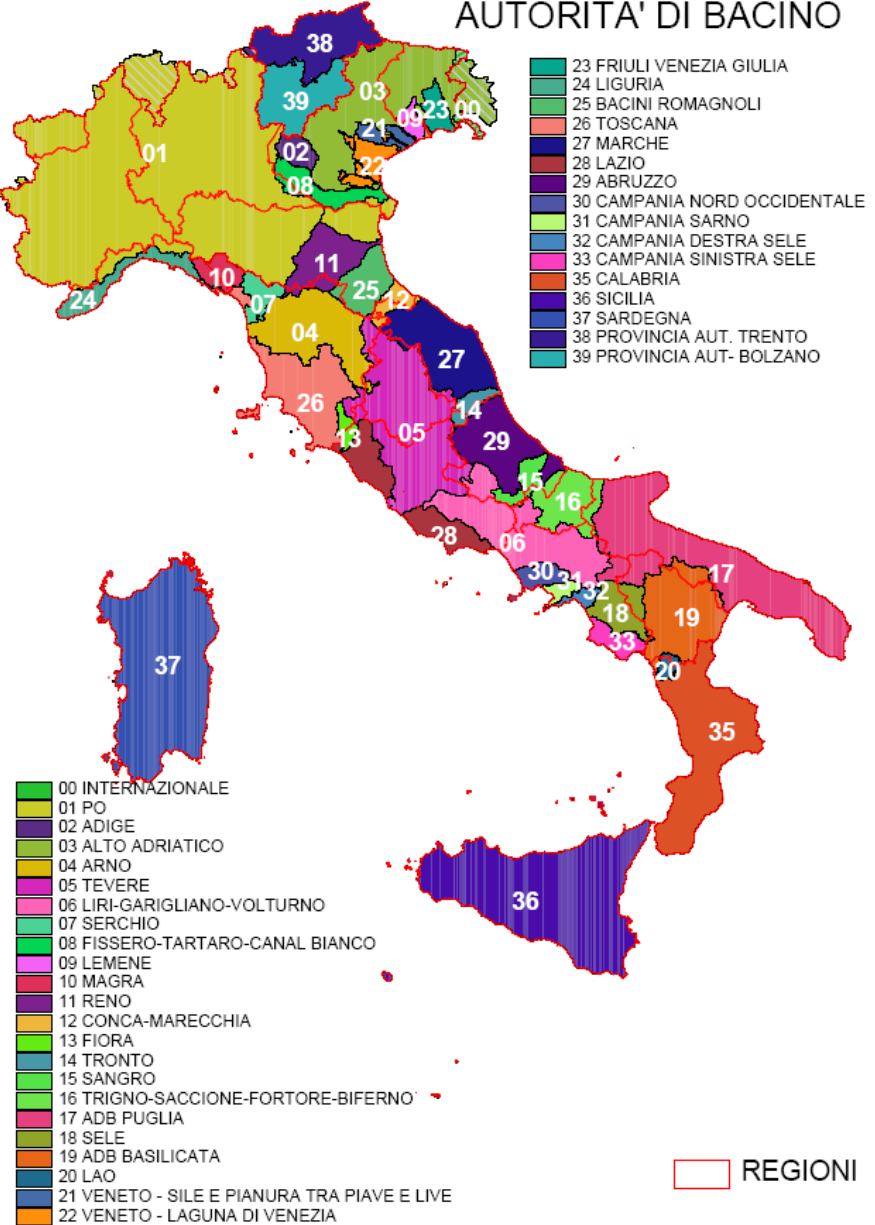 AUTORITA' DI BACINO
23 FRIULI VENEZIA GIULIA
24 LIGURIA
25 BACINI ROMAGNOLI
26 TOSCANA
27 MARCHE
28 LAZIO
29 ABRUZZO
30 CAMPANIA NORD OCCIDENTALE
31 CAMPANIA SARNO
32 CAMPANIA DESTRA SELE
33 CAMPANIA SINISTRA SELE
35 CALABRIA
36 SICILIA
37 SARDEGNA
38 PROVINCIA AUT. TRENTO
39 PROVINCIA AUT- BOLZANO
38
39
03
23
00
09
21
02
22
01
08
11
10
25
12
24
07
04
27
26
14
05
13
29
15
16
28
06
17
30
31
32
18
19
33
20
37
35
36
00 INTERNAZIONALE
01 PO
02 ADIGE
03 ALTO ADRIATICO
04 ARNO
05 TEVERE
06 LIRI-GARIGLIANO-VOLTURNO
07 SERCHIO
08 FISSERO-TARTARO-CANAL BIANCO
09 LEMENE
10 MAGRA
11 RENO
12 CONCA-MARECCHIA
13 FIORA
14 TRONTO
15 SANGRO
16 TRIGNO-SACCIONE-FORTORE-BIFERNO
17 ADB PUGLIA
18 SELE
19 ADB BASILICATA
20 LAO
21 VENETO - SILE E PIANURA TRA PIAVE E LIVE
22 VENETO - LAGUNA DI VENEZIA
REGIONI